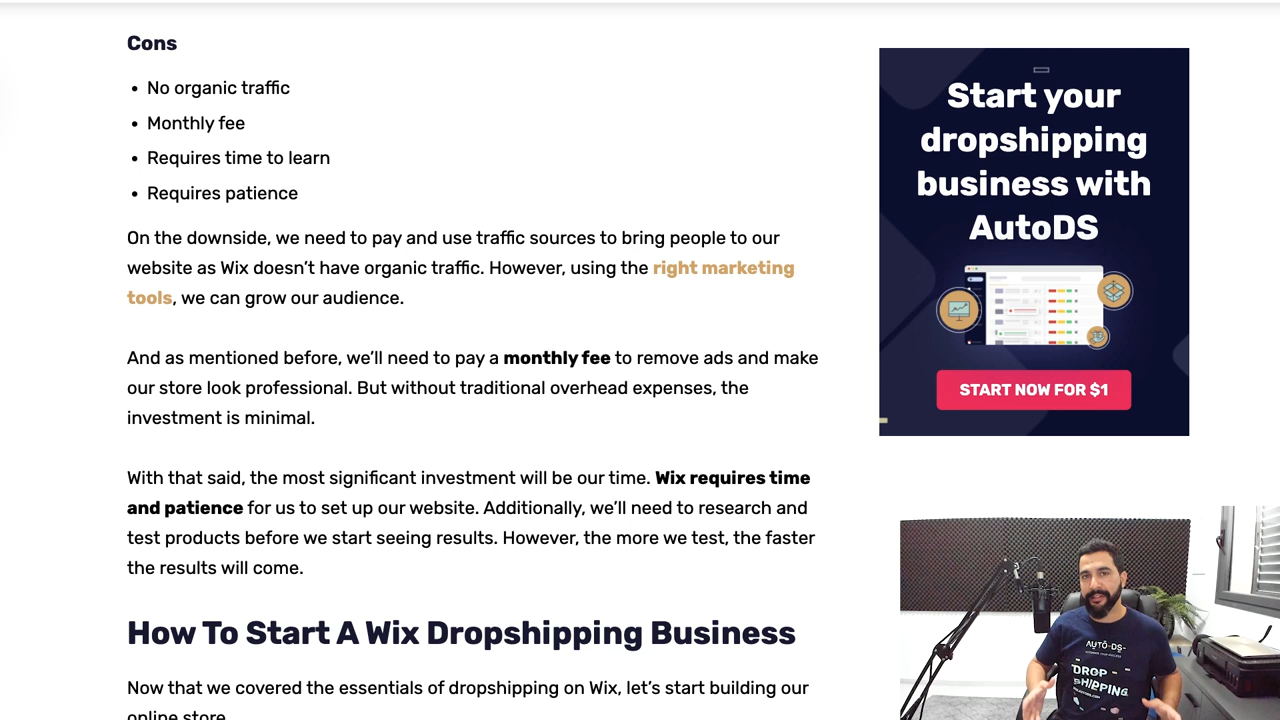 Cons
• No organic traffic
• Monthly fee
• Requires time to learn
• Requires patience
On the downside, we need to pay and use traffic sources to bring people to our
website as Wix doesn’t have organic traffic. However, using the right marketing
tools, we can grow our audience.
And as mentioned before, we’ll need to pay a monthly fee to remove ads and make
our store look professional. But without traditional overhead expenses, the
investment is minimal.
With that said, the most significant investment will be our time. Wix requires time
and patience for us to set up our website. Additionally, we’ll need to research and
test products before we start seeing results. However, the more we test, the faster
the results will come.
How To Start A Wix Dropshipping Business
Now that we covered the essentials of dropshipping on Wix, let’s start building our
online store.
Start your
dropshipping
business with
AutoDS
START NOW FOR $1
AUTO-DS
DROP
SHIPPING